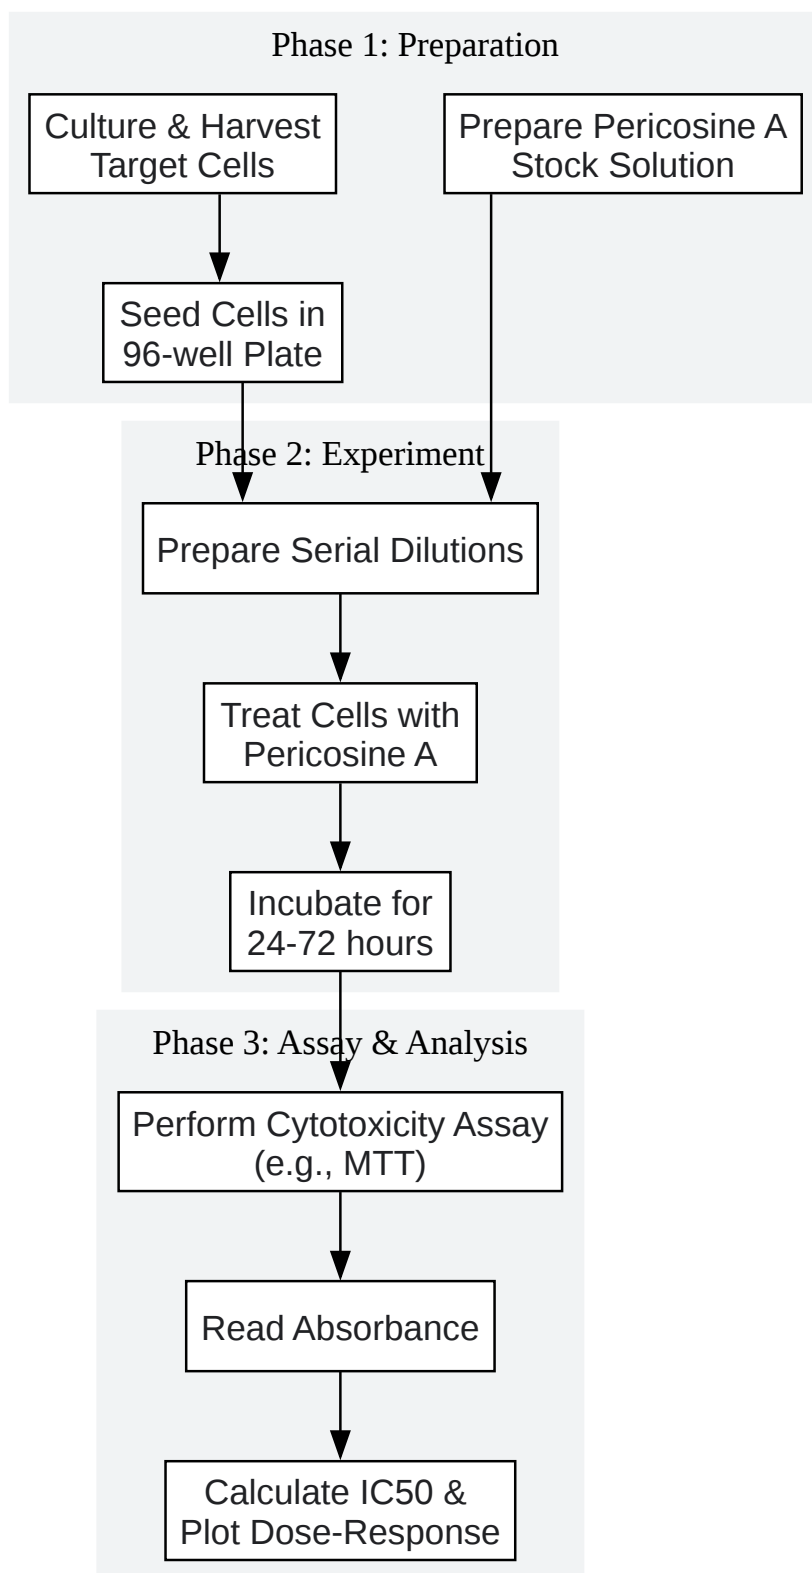 Phase 1: Preparation
Culture & Harvest
Target Cells
Prepare Pericosine A
Stock Solution
Seed Cells in
96-well Plate
Phase 2: Experiment
Prepare Serial Dilutions
Treat Cells with
Pericosine A
Incubate for
24-72 hours
Phase 3: Assay & Analysis
Perform Cytotoxicity Assay
(e.g., MTT)
Read Absorbance
Calculate IC50 &
Plot Dose-Response